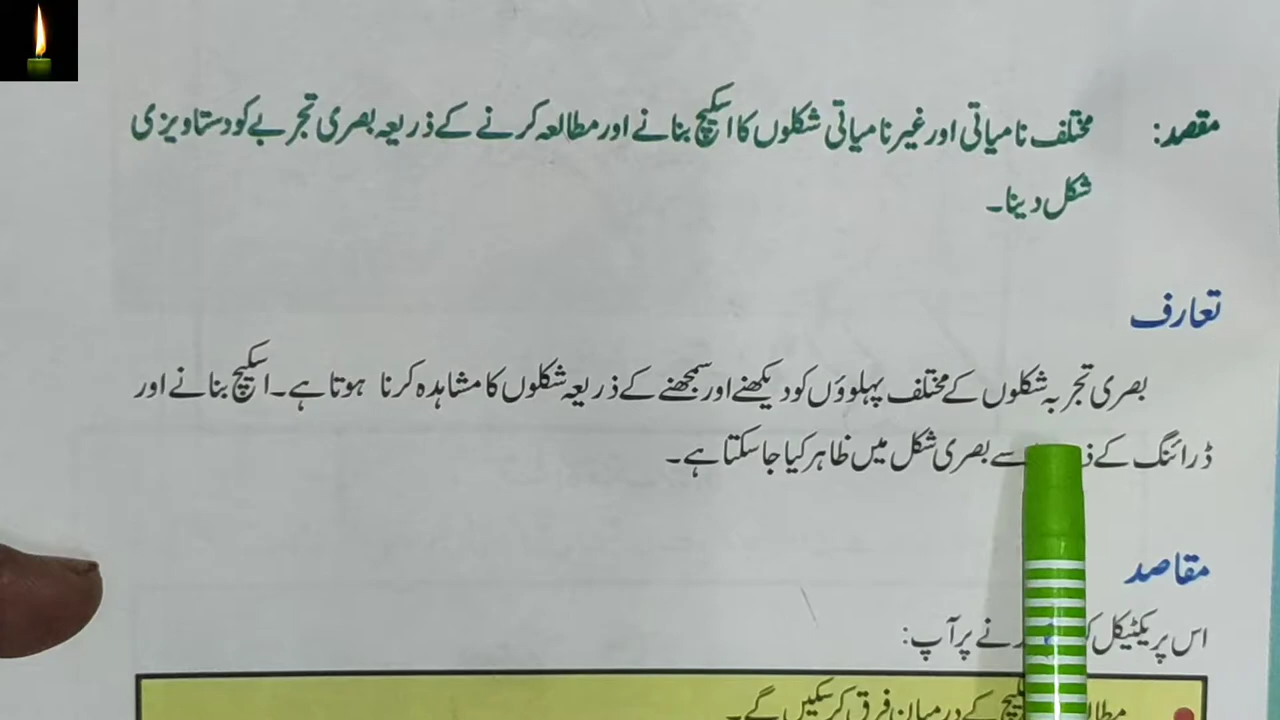 مقصد: مختلف نامیاتی اور غیر نامیاتی شکلوں کا اسکیچ بنانے اور مطالعہ کرنے کے ذریعہ بصری تجربے کو دستاویزی
شکل دینا۔
تعارف
بصری تجربہ شکلوں کے مختلف پہلوؤں کو دیکھنے اور سمجھنے کے ذریعہ شکلوں کا مشاہدہ کرنا ہوتا ہے۔ اسکیچ بنانے اور
ڈرائنگ کے سے بصری شکل میں ظاہر کیا جا سکتا ہے۔
مقاصد
اس پریکٹیکل نے پر آپ:
کے درمیان فرق کر سکیں گے۔